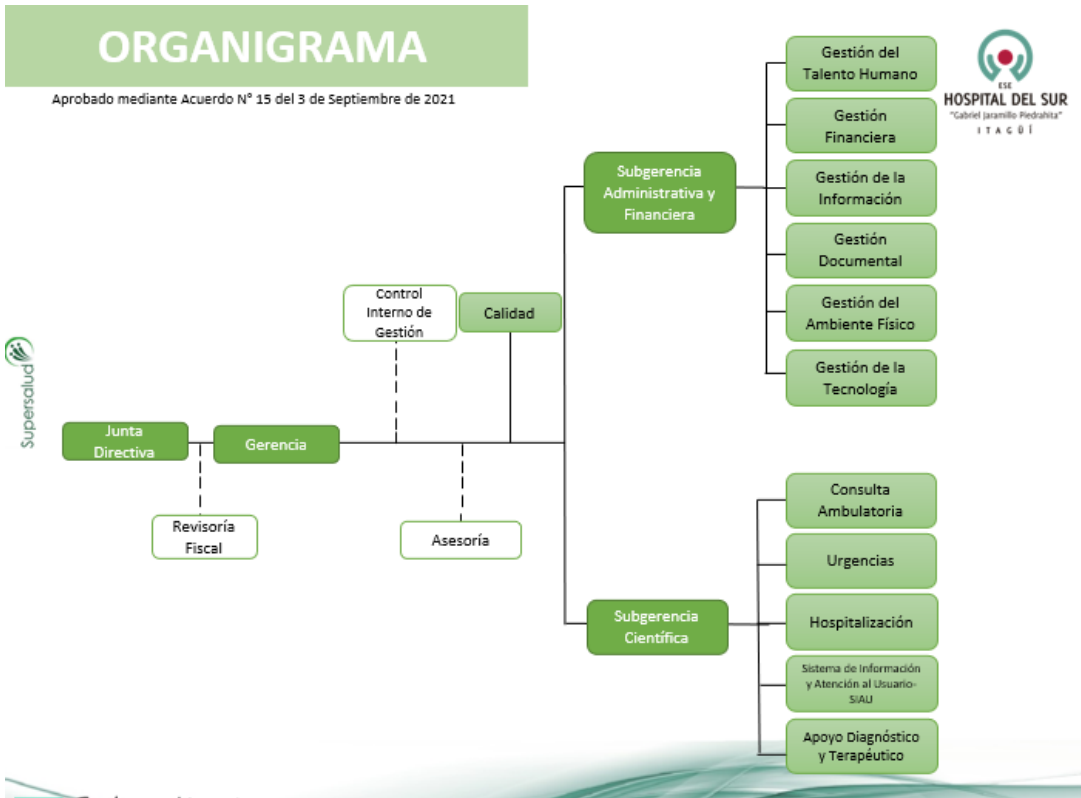 ORGANIGRAMA
Aprobado mediante Acuerdo N° 15 del 3 de Septiembre de 2021
ESE
HOSPITAL DEL SUR
"Gabriel Jaramillo Piedrahita"
ITAGÜÍ
Supersalud
Junta
Directiva
Gerencia
Revisoría
Fiscal
Control
Interno de
Gestión
Calidad
Asesoría
Subgerencia
Administrativa y
Financiera
Gestión del
Talento Humano
Gestión
Financiera
Gestión de la
Información
Gestión
Documental
Gestión del
Ambiente Físico
Gestión de la
Tecnología
Subgerencia
Científica
Consulta
Ambulatoria
Urgencias
Hospitalización
Sistema de Información
y Atención al Usuario-
SIAU
Apoyo Diagnóstico
y Terapéutico